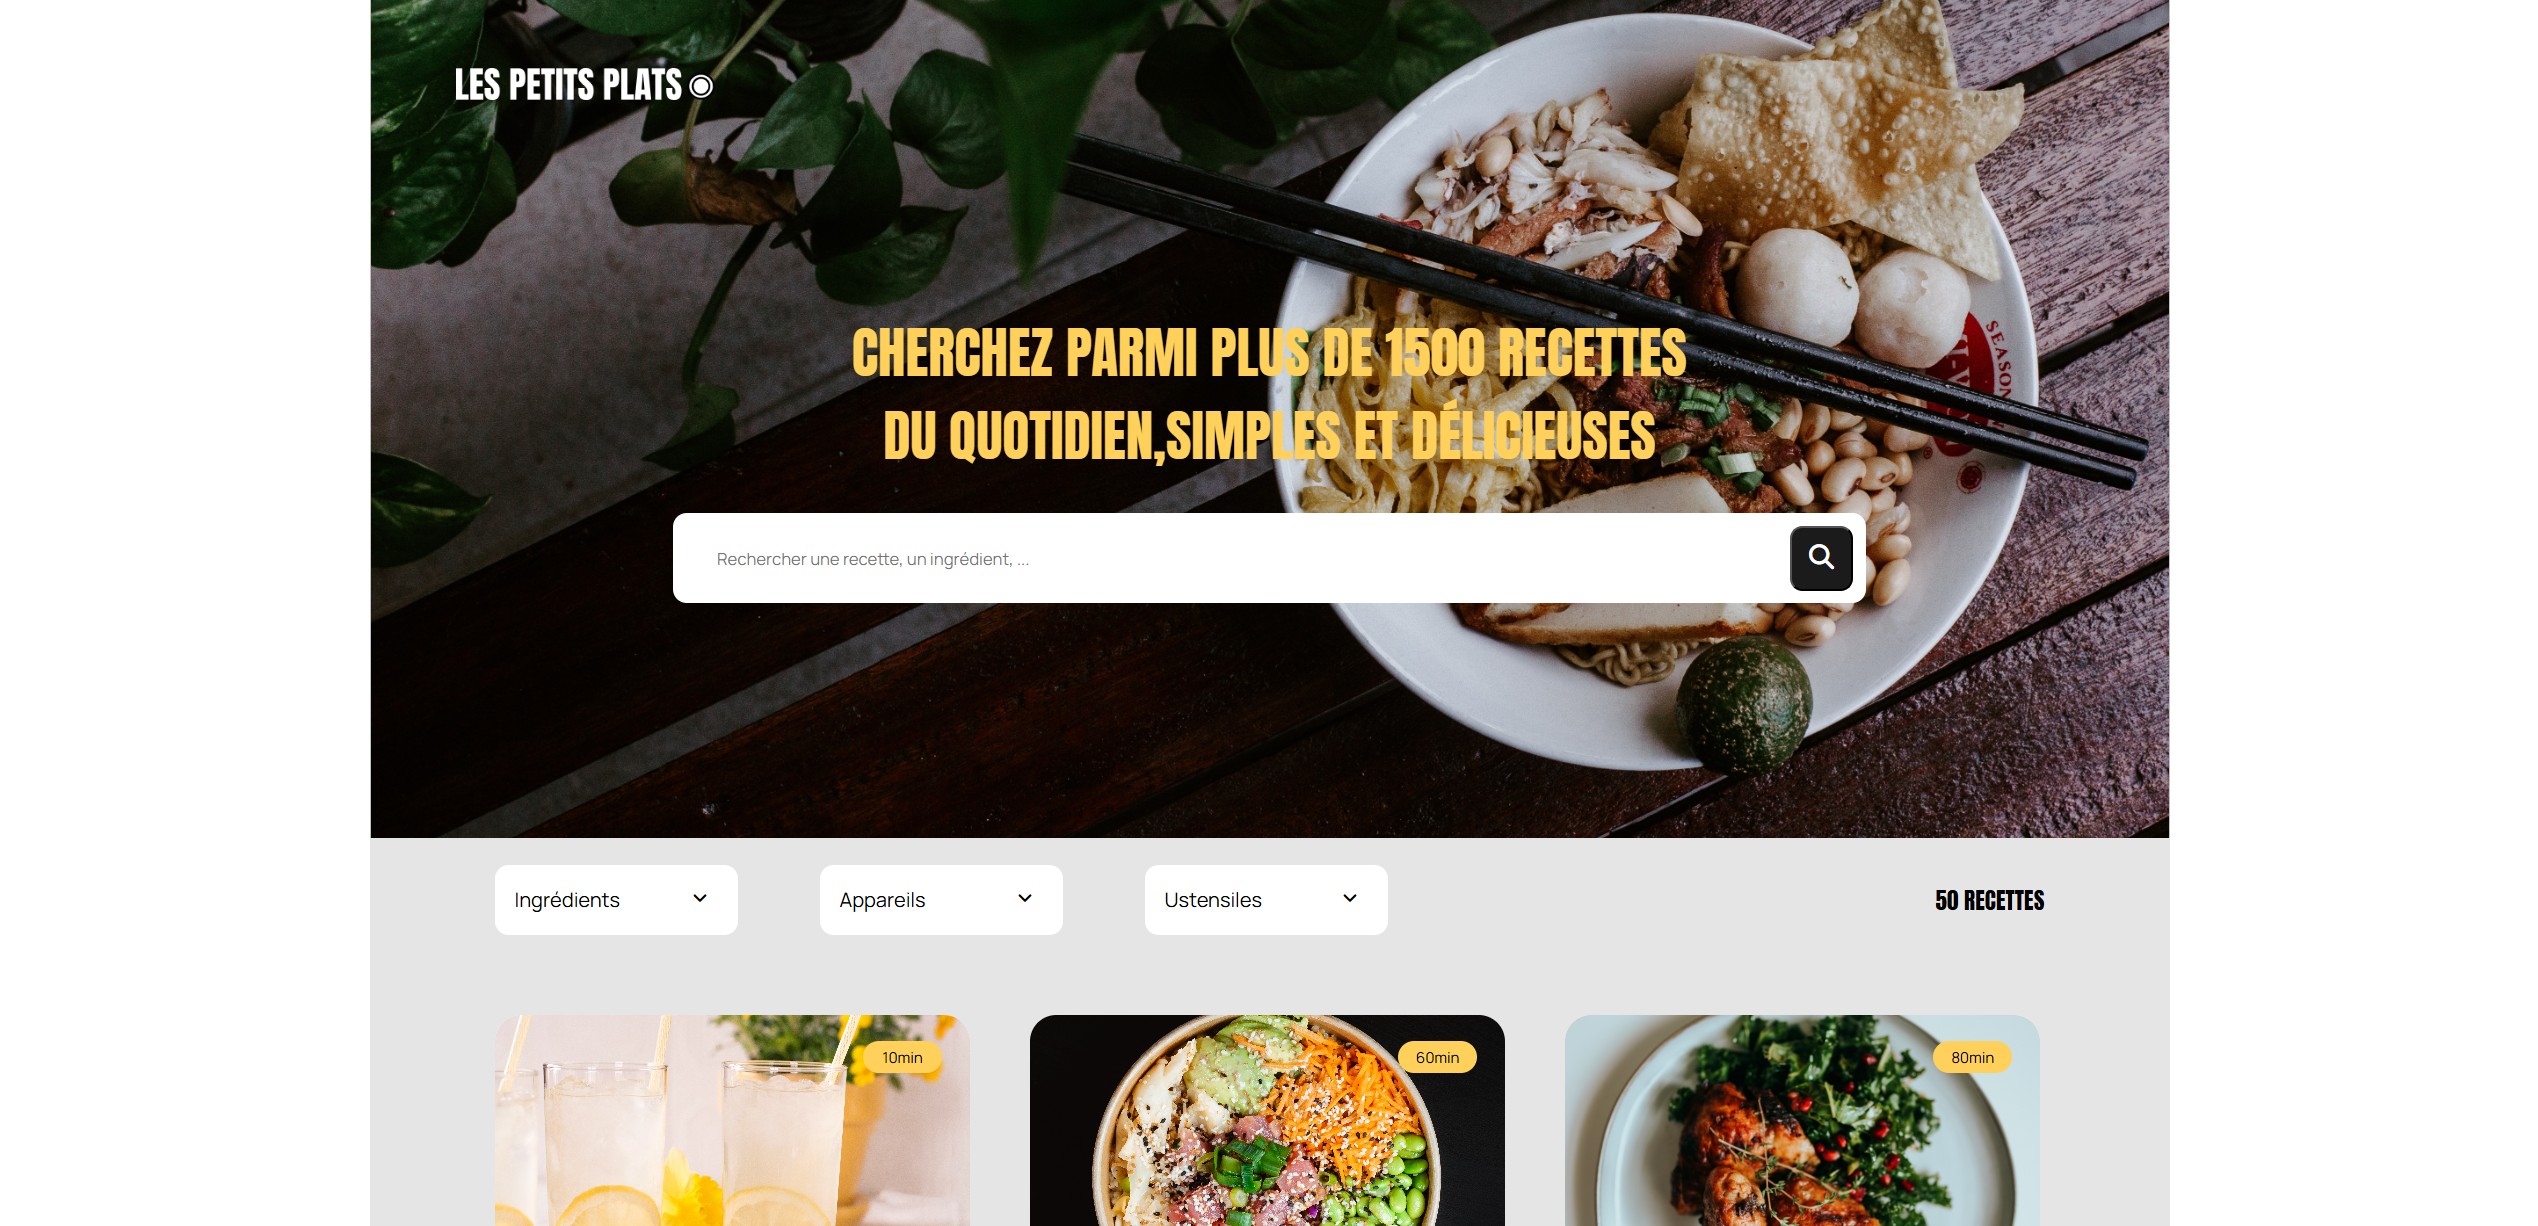 LES PETITS PLATS
CHERCHEZ PARMI PLUS DE 1500 RECETTES
DU QUOTIDIEN,SIMPLES ET DÉLICIEUSES
Rechercher une recette, un ingrédient, ...
Ingrédients
Appareils
Ustensiles
50 RECETTES
10min
60min
80min